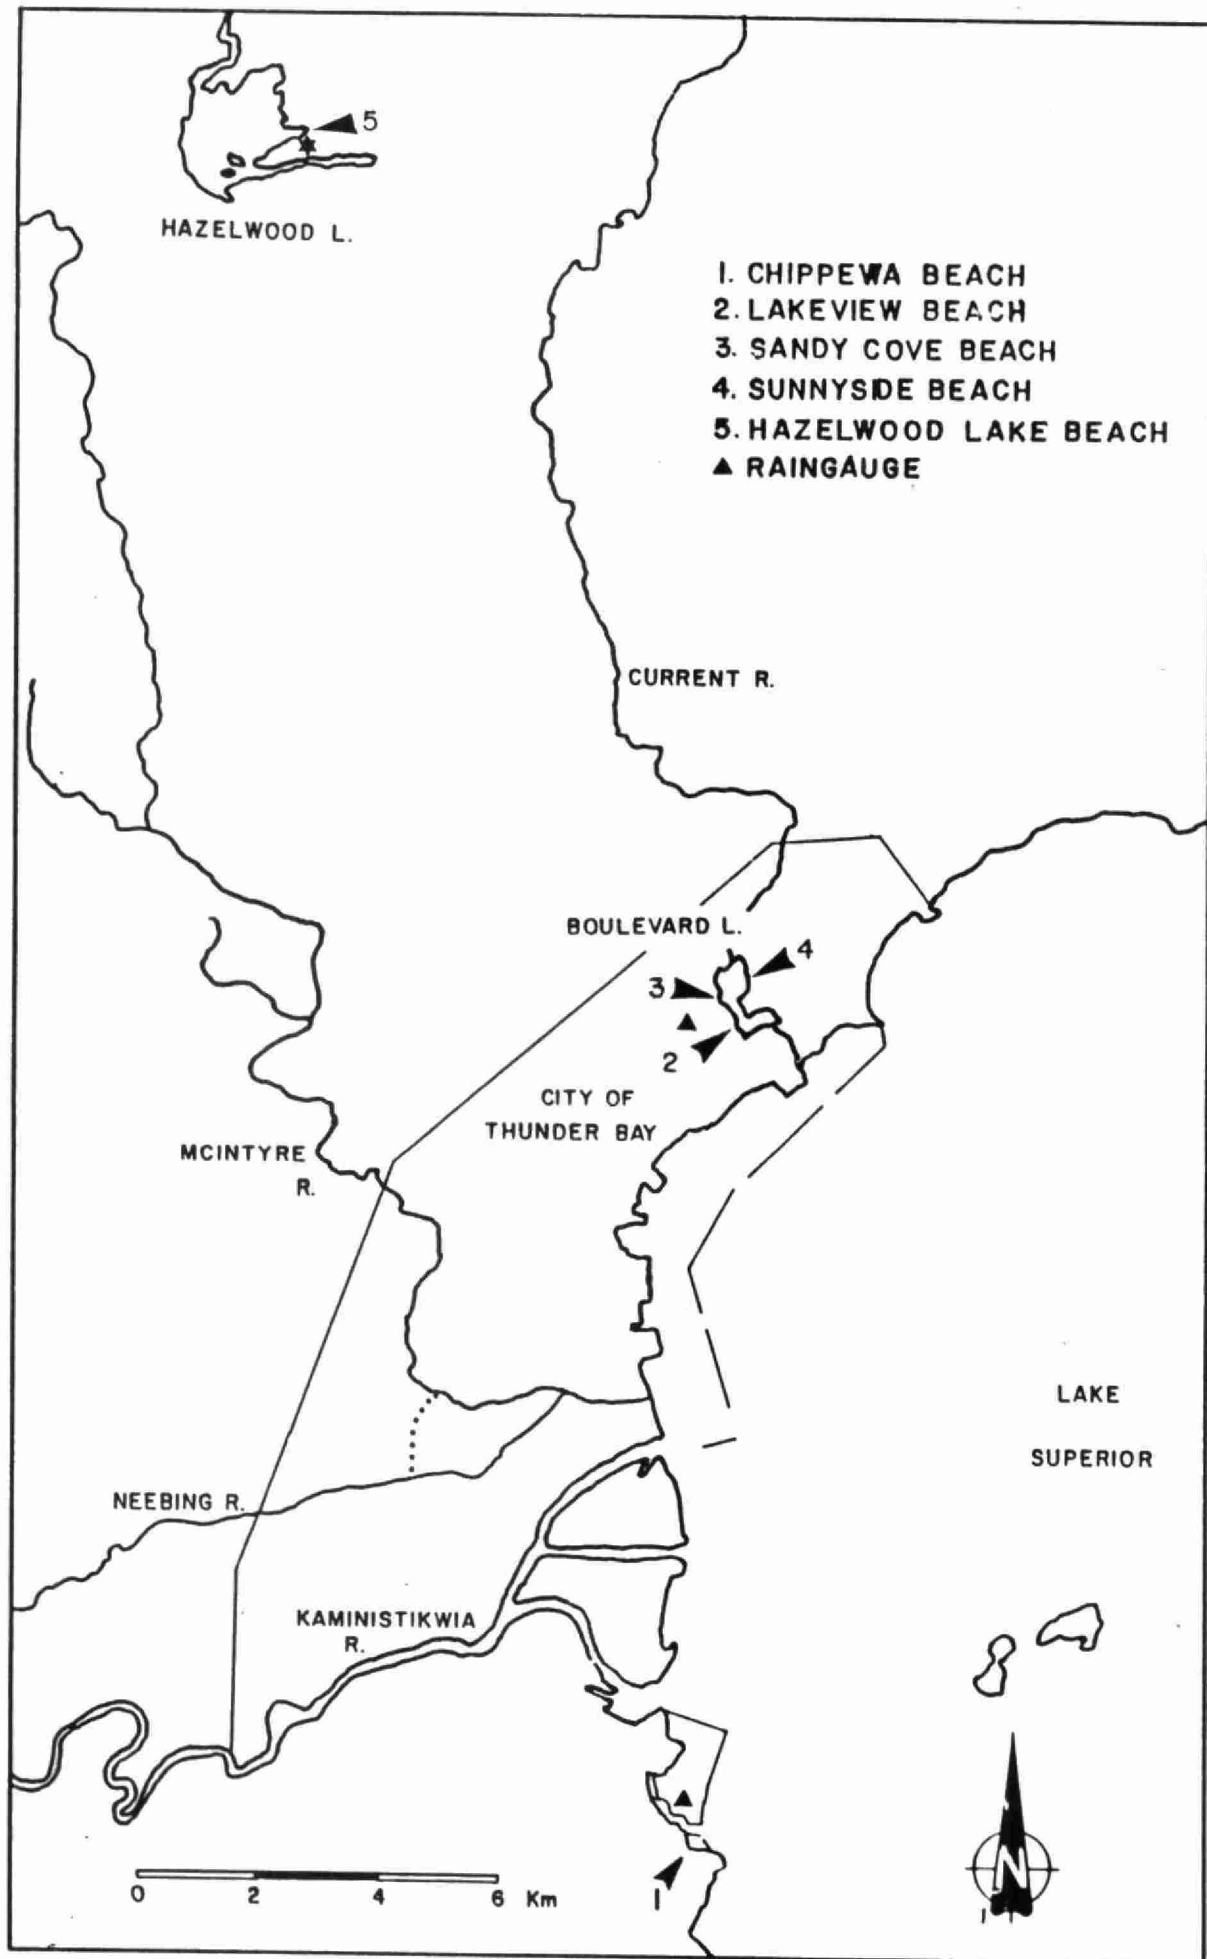 5
HAZELWOOD L.
1. CHIPPEWA BEACH
2. LAKEVIEW BEACH
3. SANDY COVE BEACH
4. SUNNYSIDE BEACH
5. HAZELWOOD LAKE BEACH
▲ RAINGAUGE
CURRENT R.
BOULEVARD L.
4
3
2
CITY OF
THUNDER BAY
MCINTYRE
R.
LAKE
SUPERIOR
NEEBING R.
KAMINISTIKWIA
R.
N
1
0 2 4 6 Km